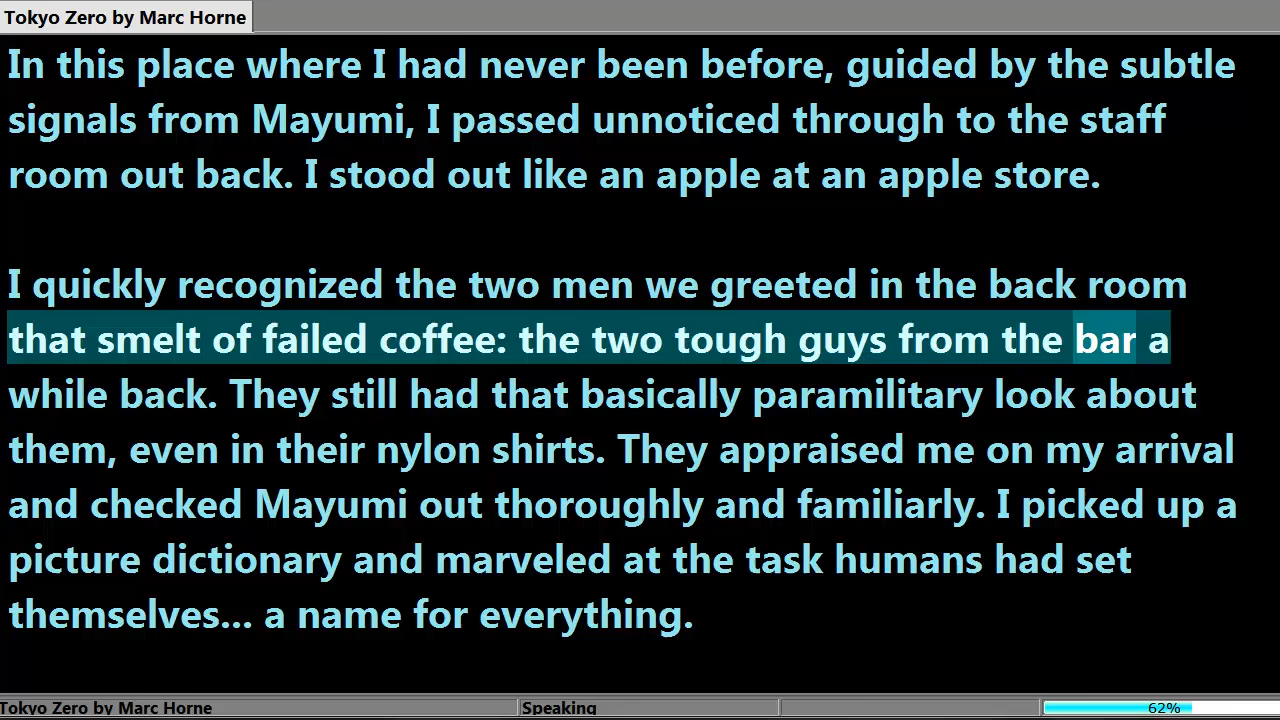 Tokyo Zero by Marc Horne
In this place where I had never been before, guided by the subtle
signals from Mayumi, I passed unnoticed through to the staff
room out back. I stood out like an apple at an apple store.
I quickly recognized the two men we greeted in the back room
that smelt of failed coffee: the two tough guys from the bar a
while back. They still had that basically paramilitary look about
them, even in their nylon shirts. They appraised me on my arrival
and checked Mayumi out thoroughly and familiarly. I picked up a
picture dictionary and marveled at the task humans had set
themselves... a name for everything.
Tokyo Zero by Marc Horne Speaking 62%